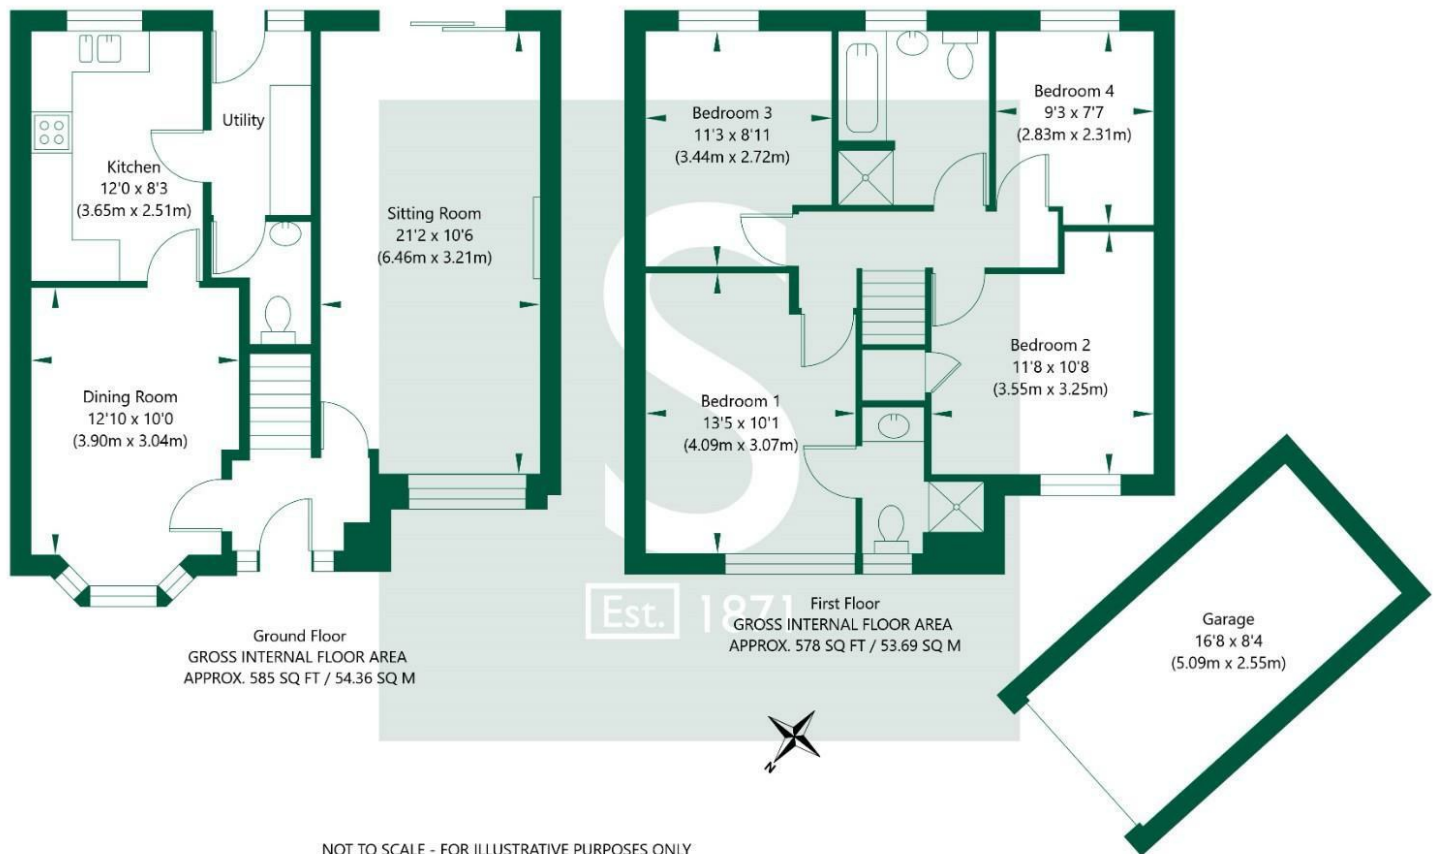 Utility
Kitchen
12'0 x 8'3
(3.65m x 2.51m)
Sitting Room
21'2 x 10'6
(6.46m x 3.21m)
Dining Room
12'10 x 10'0
(3.90m x 3.04m)
Ground Floor
GROSS INTERNAL FLOOR AREA
APPROX. 585 SQ FT / 54.36 SQ M
Bedroom 3
11'3 x 8'11
(3.44m x 2.72m)
Bedroom 4
9'3 x 7'7
(2.83m x 2.31m)
Bedroom 2
11'8 x 10'8
(3.55m x 3.25m)
Bedroom 1
13'5 x 10'1
(4.09m x 3.07m)
S
Est. 1871
First Floor
GROSS INTERNAL FLOOR AREA
APPROX. 578 SQ FT / 53.69 SQ M
Garage
16'8 x 8'4
(5.09m x 2.55m)
N
NOT TO SCALE - FOR ILLUSTRATIVE PURPOSES ONLY